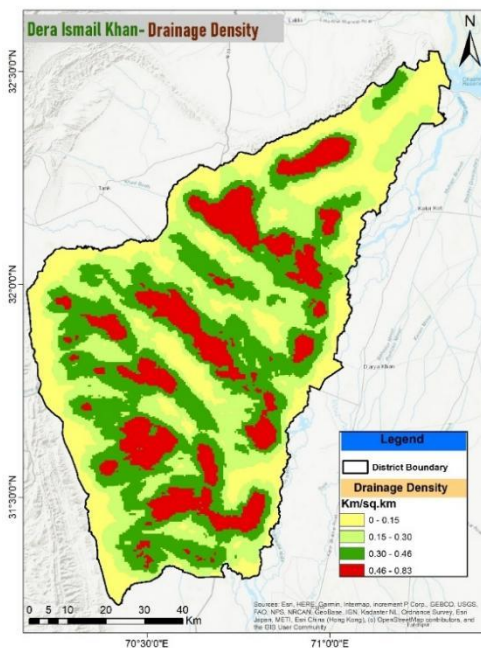 Dera Ismail Khan- Drainage Density
N
32°30'0"N
32°0'0"N
31°30'0"N
Tank
Darya Khan
Legend
District Boundary
Drainage Density
Km/sq.km
0 - 0.15
0.15 - 0.30
0.30 - 0.46
0.46 - 0.83
Sources: Esri, HERE, Garmin, Intermap, increment P Corp., GEBCO, USGS,
FAO, NPS, NRCAN, GeoBase, IGN, Kadaster NL, Ordnance Survey, Esri
Japan, METI, Esri China (Hong Kong), (c) OpenStreetMap contributors, and
the GIS User Community
0 5 10 20 30 40
Km
70°30'0"E
71°0'0"E